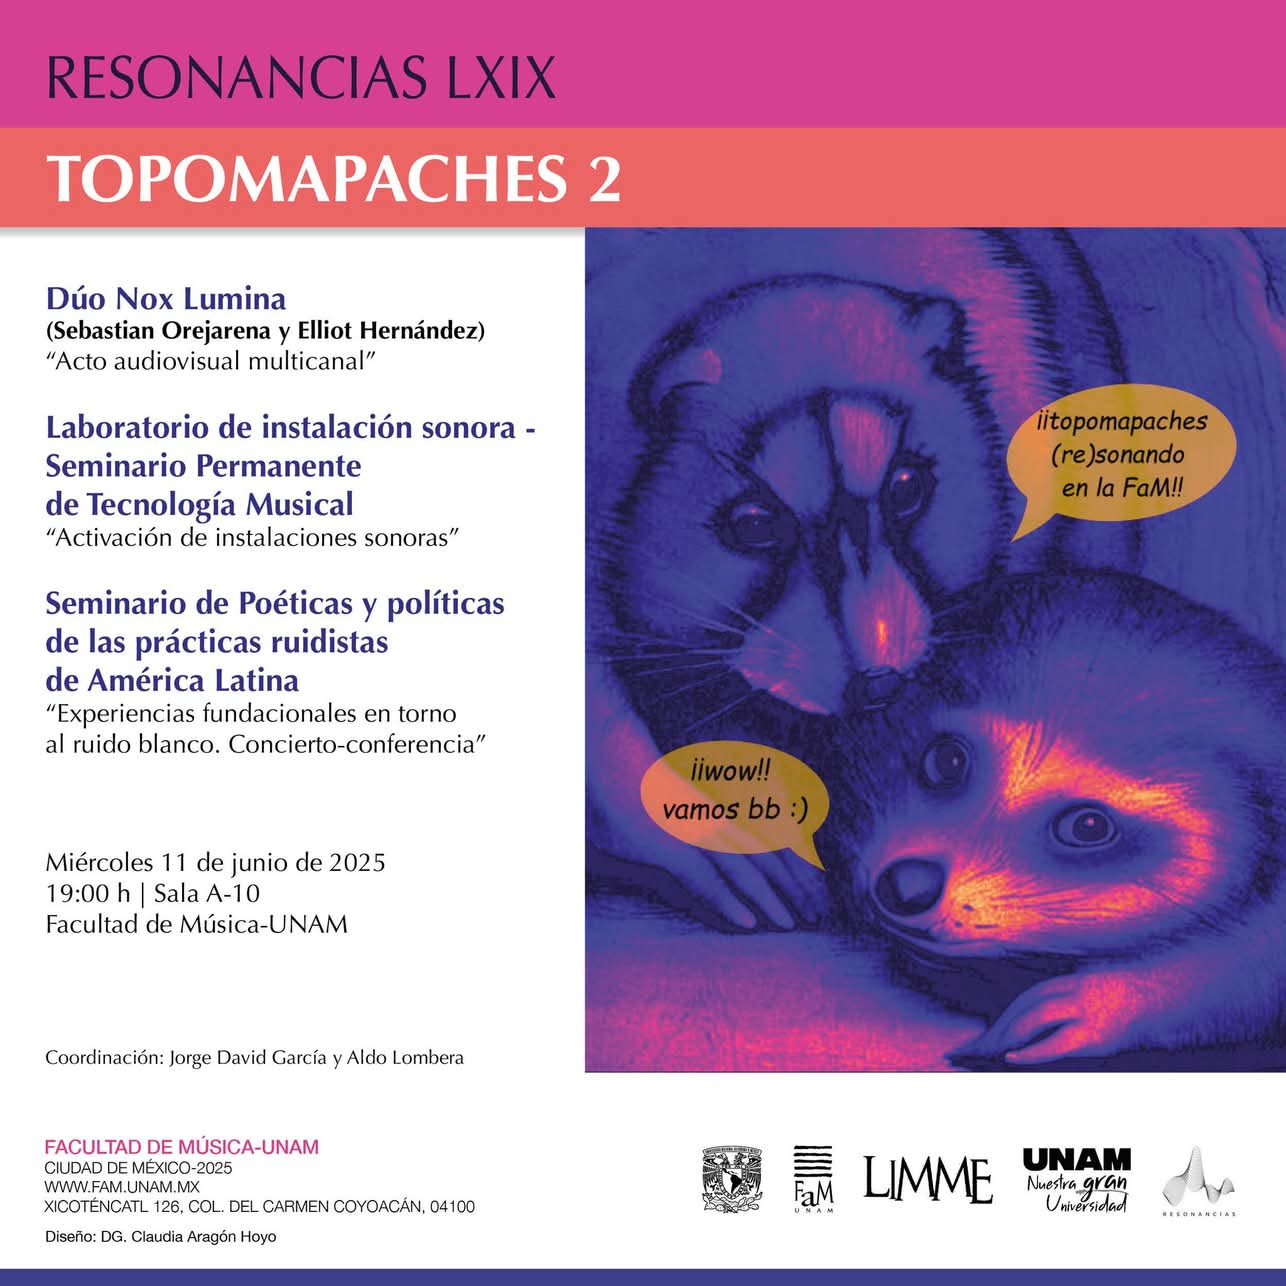 RESONANCIAS LXIX
TOPOMAPACHES 2
Dúo Nox Lumina
(Sebastian Orejarena y Elliot Hernández)
“Acto audiovisual multicanal”
Laboratorio de instalación sonora -
Seminario Permanente
de Tecnología Musical
“Activación de instalaciones sonoras”
Seminario de Poéticas y políticas
de las prácticas ruidistas
de América Latina
“Experiencias fundacionales en torno
al ruido blanco. Concierto-conferencia”
Miércoles 11 de junio de 2025
19:00 h | Sala A-10
Facultad de Música-UNAM
Coordinación: Jorge David García y Aldo Lombera
¡¡topomapaches
(re)sonando
en la FaM!!
¡¡wow!!
vamos bb :)
FACULTAD DE MÚSICA-UNAM
CIUDAD DE MÉXICO-2025
WWW.FAM.UNAM.MX
XICOTÉNCATL 126, COL. DEL CARMEN COYOACÁN, 04100
Diseño: DG. Claudia Aragón Hoyo
FaM
UNAM
LIMME
UNAM
Nuestra gran
Universidad
RESONANCIAS